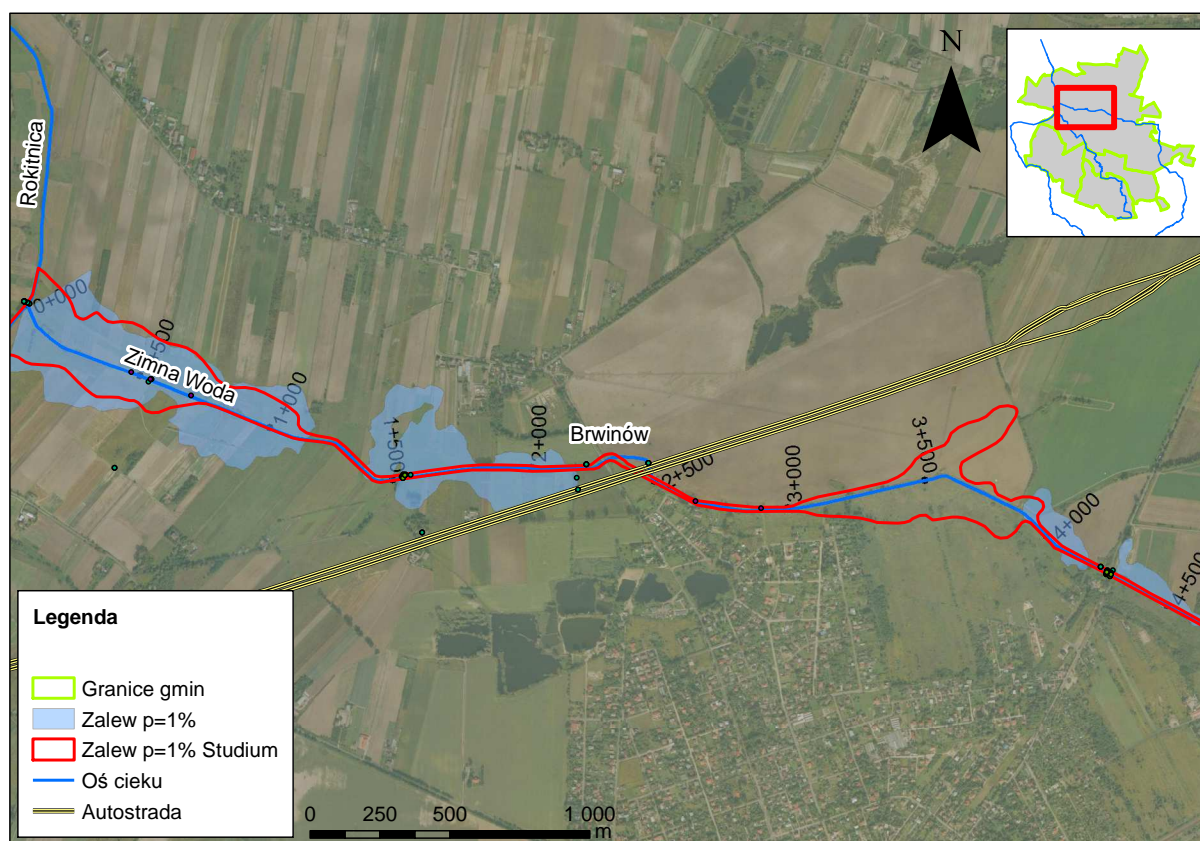 N
Rokitnica
0+000
0+500
Zimna Woda
1+000
1+500
2+000
Brwinów
2+500
3+000
3+500
4+000
4+500
Legenda
Granice gmin
Zalew p=1%
Zalew p=1% Studium
Oś cieku
Autostrada
0 250 500 1 000
m